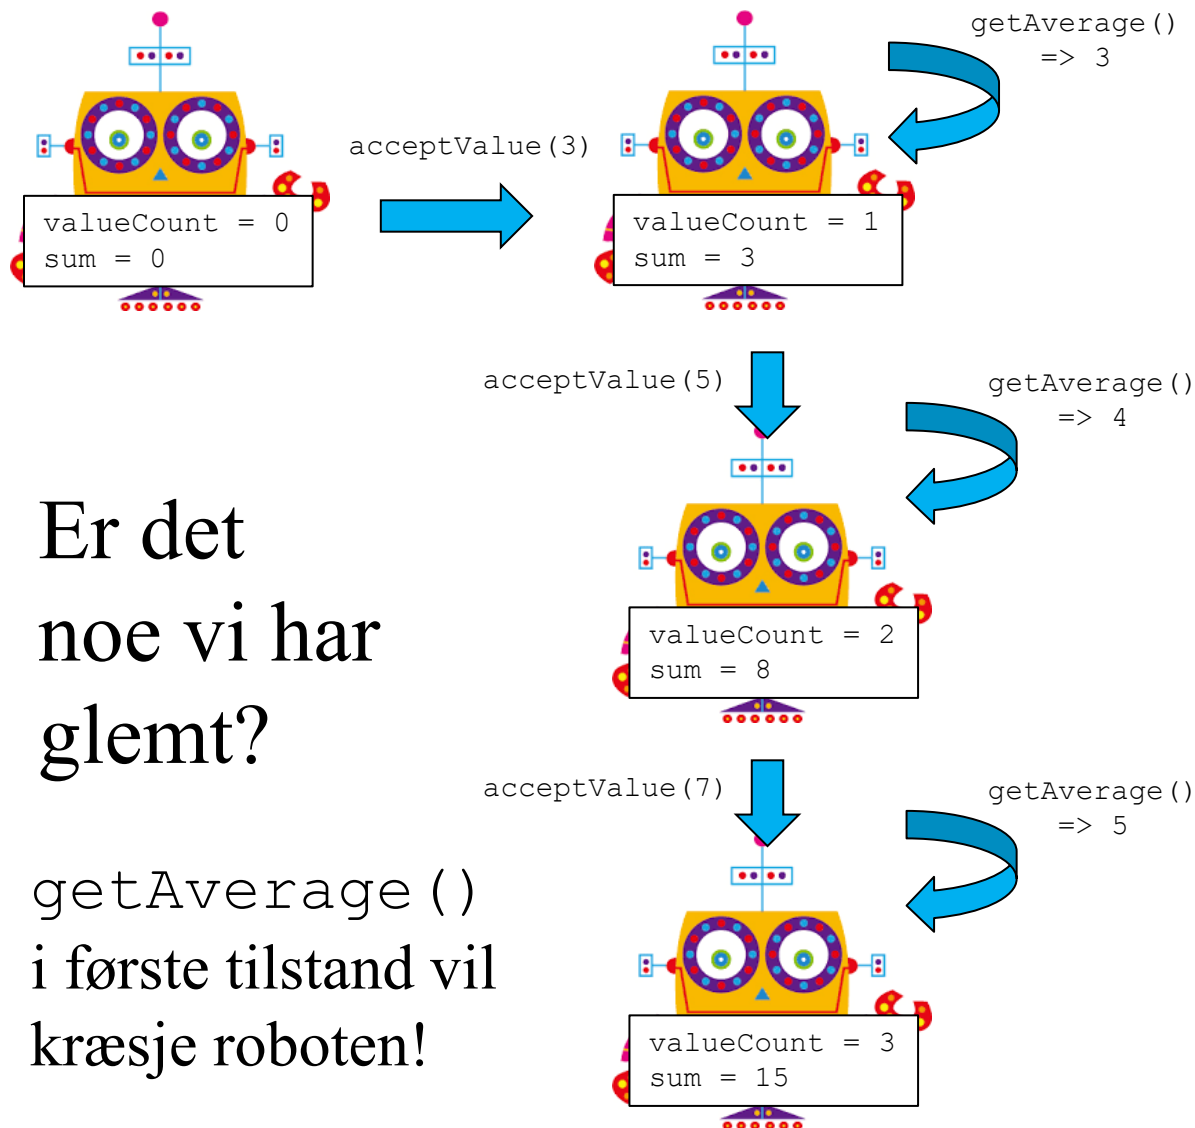 getAverage()
=> 3
acceptValue(3)
valueCount = 0
sum = 0
valueCount = 1
sum = 3
acceptValue(5)
getAverage()
=> 4
Er det
noe vi har
glemt?
valueCount = 2
sum = 8
acceptValue(7)
getAverage()
=> 5
getAverage()
i første tilstand vil
kræsje roboten!
valueCount = 3
sum = 15